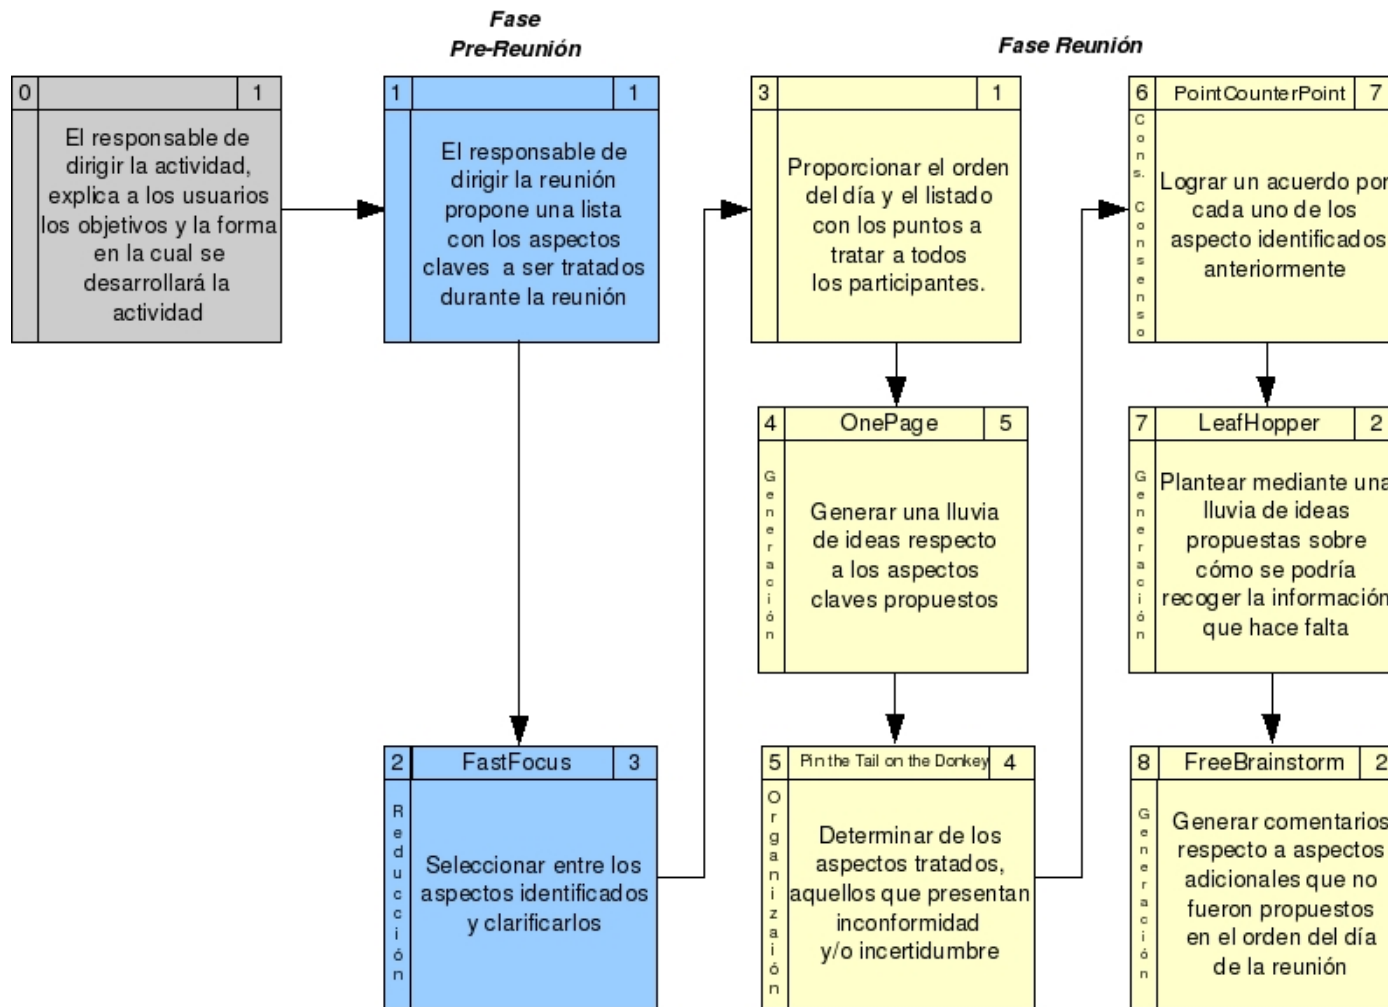 Fase
Pre-Reunión
Fase Reunión
0 1
El responsable de
dirigir la actividad,
explica a los usuarios
los objetivos y la forma
en la cual se
desarrollará la
actividad
1 1
El responsable de
dirigir la reunión
propone una lista
con los aspectos
claves a ser tratados
durante la reunión
2 FastFocus 3
Reducción
Seleccionar entre los
aspectos identificados
y clarificarlos
3 1
Proporcionar el orden
del día y el listado
con los puntos a
tratar a todos
los participantes.
4 OnePage 5
Generación
Generar una lluvia
de ideas respecto
a los aspectos
claves propuestos
5 Pin the Tail on the Donkey 4
Organizaión
Determinar de los
aspectos tratados,
aquellos que presentan
inconformidad
y/o incertidumbre
6 PointCounterPoint 7
Cons. Consenso
Lograr un acuerdo por
cada uno de los
aspecto identificados
anteriormente
7 LeafHopper 2
Generación
Plantear mediante una
lluvia de ideas
propuestas sobre
cómo se podría
recoger la información
que hace falta
8 FreeBrainstorm 2
Generación
Generar comentarios
respecto a aspectos
adicionales que no
fueron propuestos
en el orden del día
de la reunión